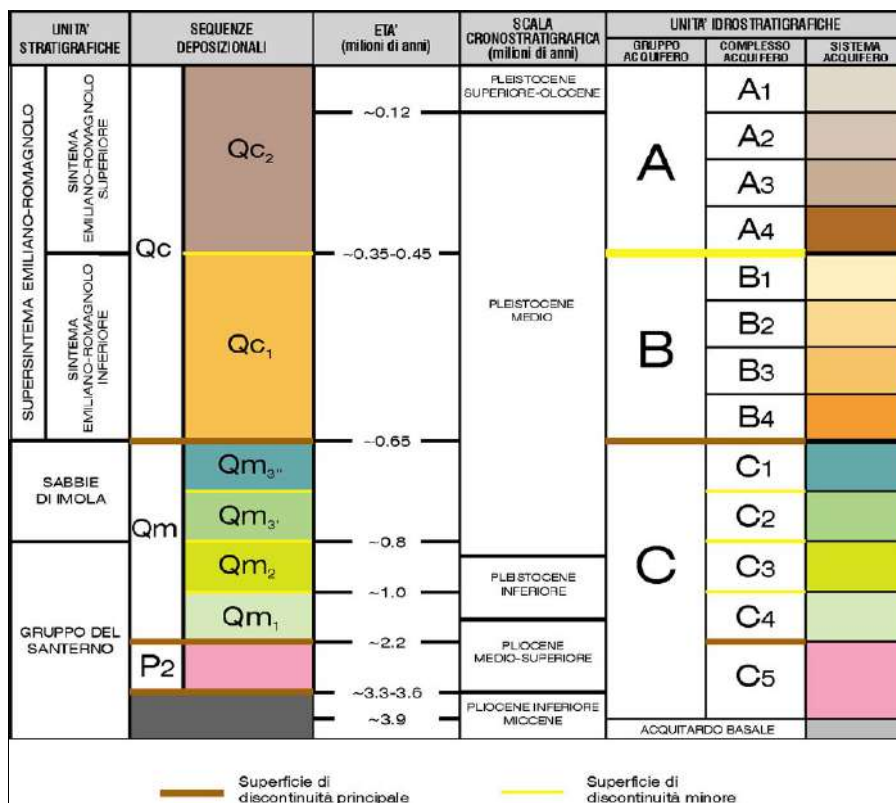 UNITA'
STRATIGRAFICHE
SEQUENZE
DEPOSIZIONALI
ETA'
(milioni di anni)
SCALA
CRONOSTRATIGRAFICA
(milioni di anni)
UNITA' IDROSTRATIGRAFICHE
GRUPPO
ACQUIFERO
COMPLESSO
ACQUIFERO
SISTEMA
ACQUIFERO
SUPERSINTEMA EMILIANO-ROMAGNOLO
SINTEMA
EMILIANO-ROMAGNOLO
SUPERIORE
SINTEMA
EMILIANO-ROMAGNOLO
INFERIORE
SABBIE
DI IMOLA
GRUPPO DEL
SANTERNO
Qc
Qm
P2
Qc2
Qc1
Qm3"
Qm3'
Qm2
Qm1
~0.12
~0.35-0.45
~0.65
~0.8
~1.0
~2.2
~3.3-3.6
~3.9
PLEISTOCENE
SUPERIORE-OLOCENE
PLEISTOCENE
MEDIO
PLEISTOCENE
INFERIORE
PLIOCENE
MEDIO-SUPERIORE
PLIOCENE INFERIORE
MIOCENE
A
B
C
A1
A2
A3
A4
B1
B2
B3
B4
C1
C2
C3
C4
C5
ACQUITARDO BASALE
Superficie di
discontinuità principale
Superficie di
discontinuità minore